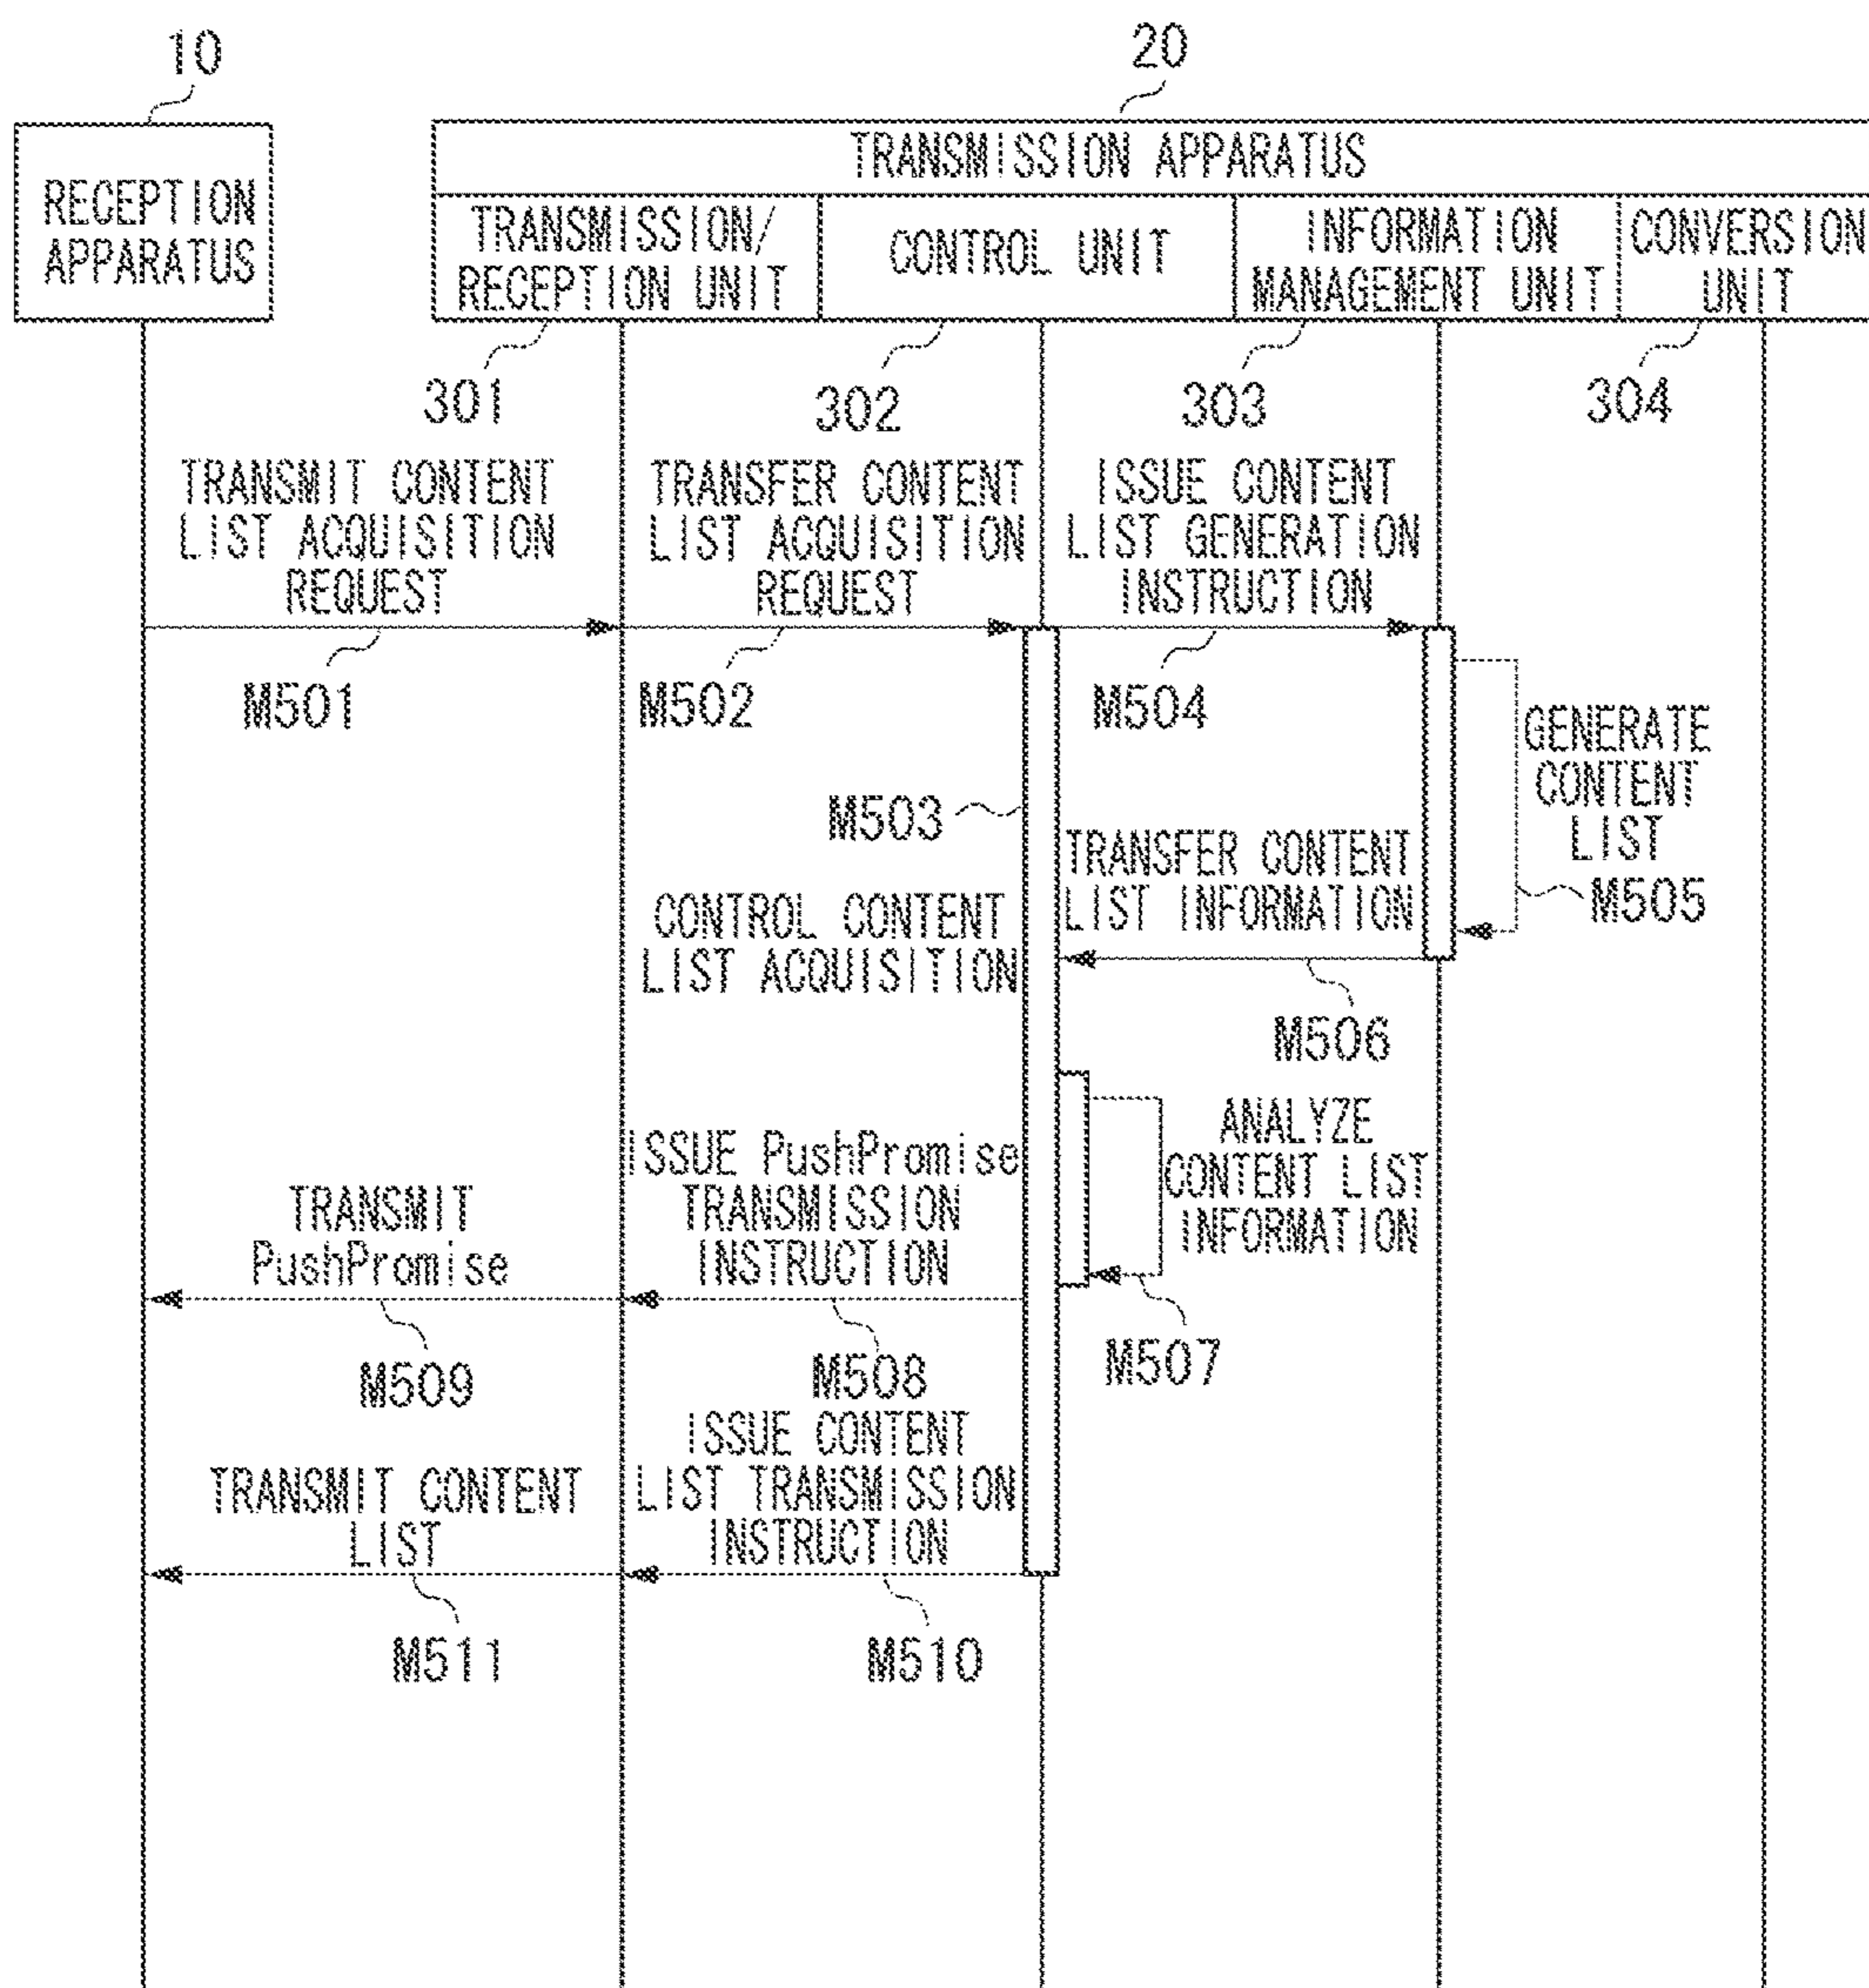 10
20
RECEPTION
APPARATUS
TRANSMISSION APPARATUS
TRANSMISSION/
RECEPTION UNIT
CONTROL UNIT
INFORMATION
MANAGEMENT UNIT
CONVERSION
UNIT
301
302
303
304
TRANSMIT CONTENT
LIST ACQUISITION
REQUEST
TRANSFER CONTENT
LIST ACQUISITION
REQUEST
ISSUE CONTENT
LIST GENERATION
INSTRUCTION
M501
M502
M504
GENERATE
CONTENT
LIST
M505
M503
TRANSFER CONTENT
LIST INFORMATION
CONTROL CONTENT
LIST ACQUISITION
M506
ANALYZE
CONTENT LIST
INFORMATION
ISSUE PushPromise
TRANSMISSION
INSTRUCTION
TRANSMIT
PushPromise
M507
M509
M508
ISSUE CONTENT
LIST TRANSMISSION
INSTRUCTION
TRANSMIT CONTENT
LIST
M511
M510